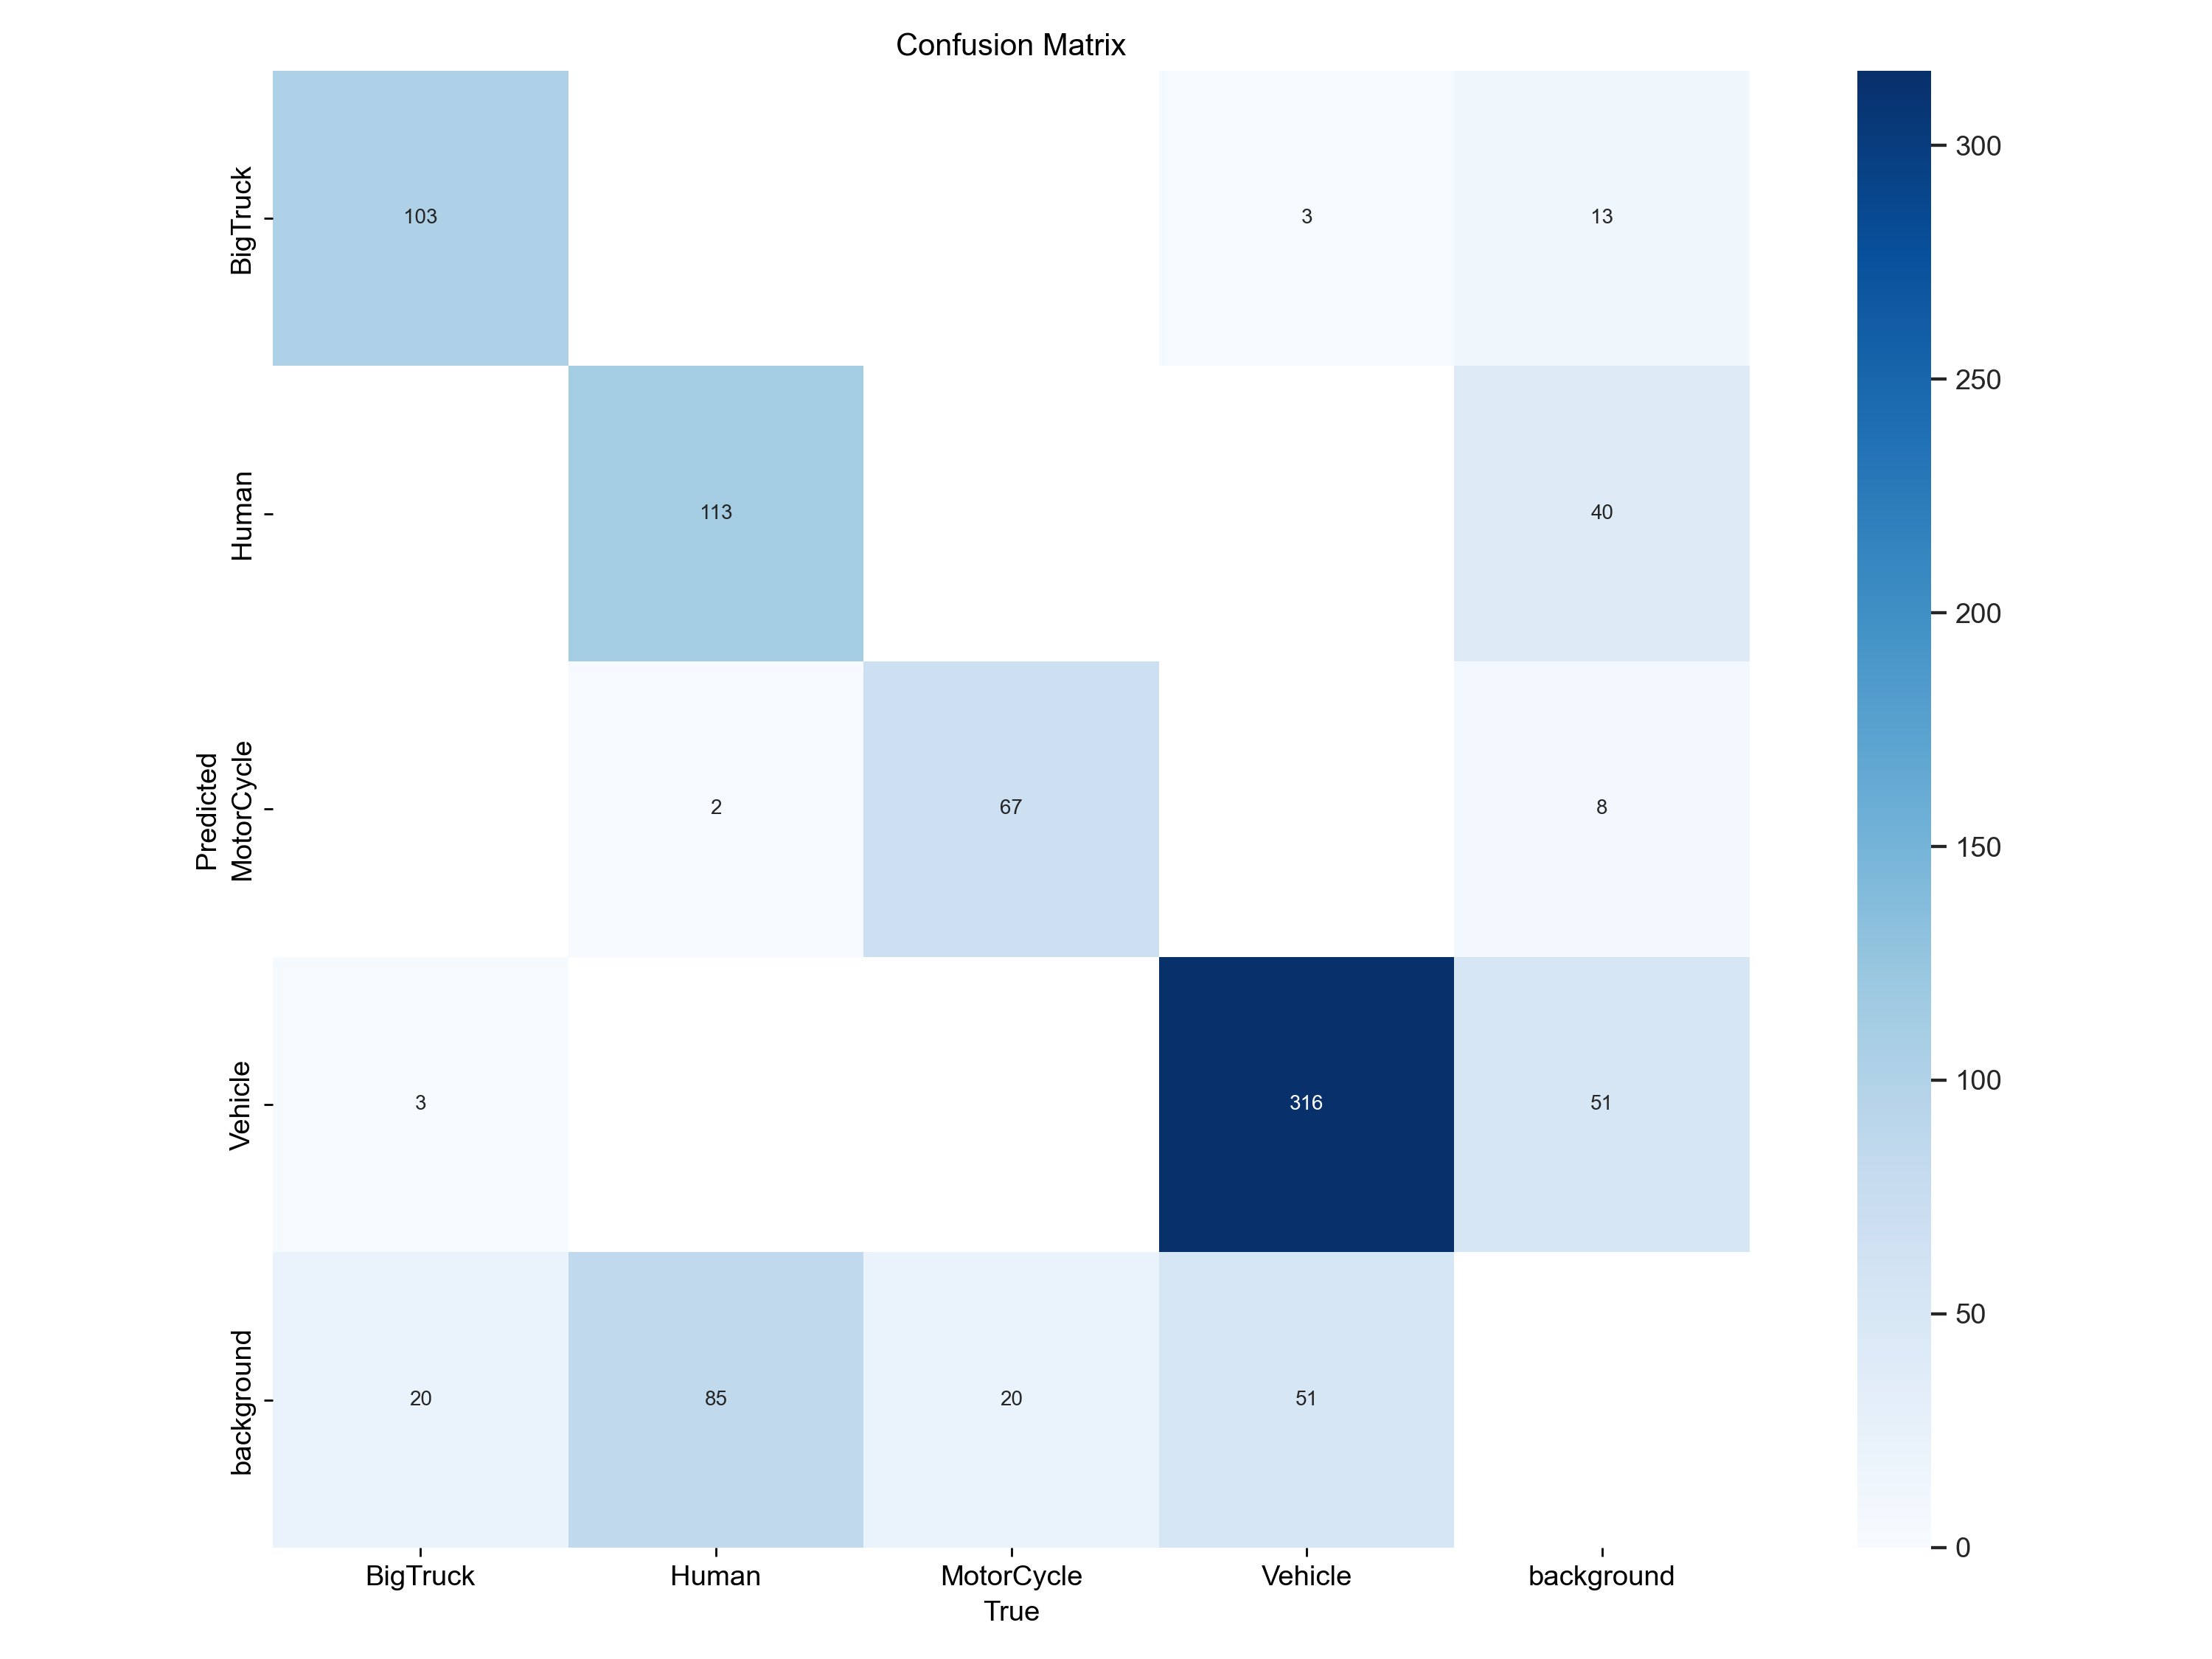 Confusion Matrix
BigTruck
103
3
13
300
250
Human
113
40
200
Predicted
MotorCycle
2
67
8
150
Vehicle
3
316
51
100
50
background
20
85
20
51
0
BigTruck
Human
MotorCycle
Vehicle
background
True